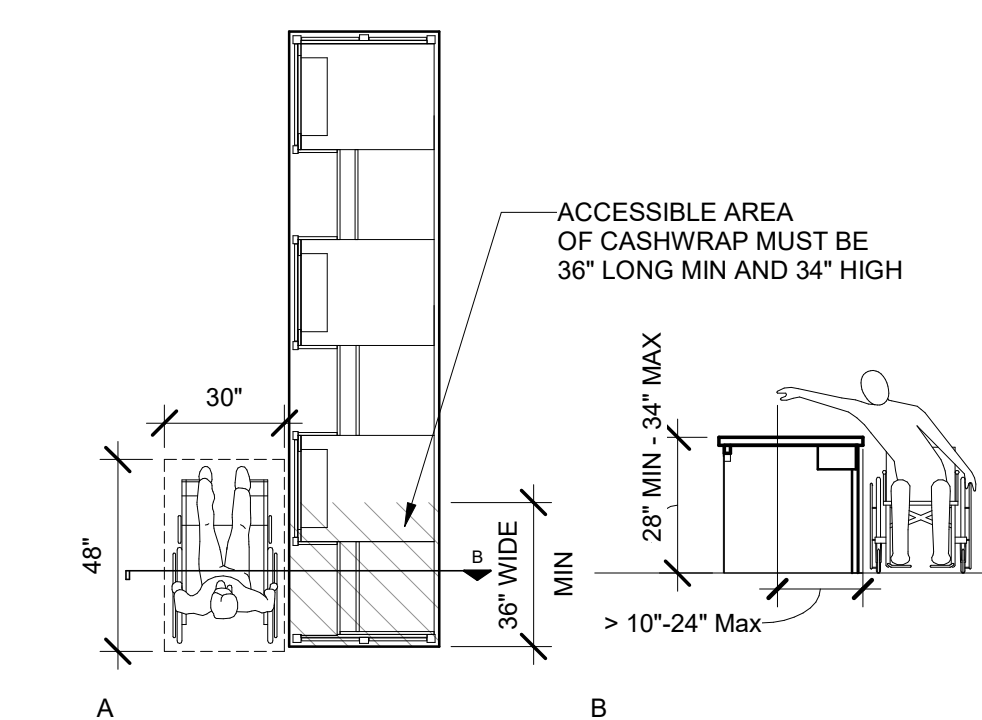 ACCESSIBLE AREA
OF CASHWRAP MUST BE
36" LONG MIN AND 34" HIGH
30"
48"
B
36" WIDE
MIN
28" MIN - 34" MAX
> 10"-24" Max
A
B